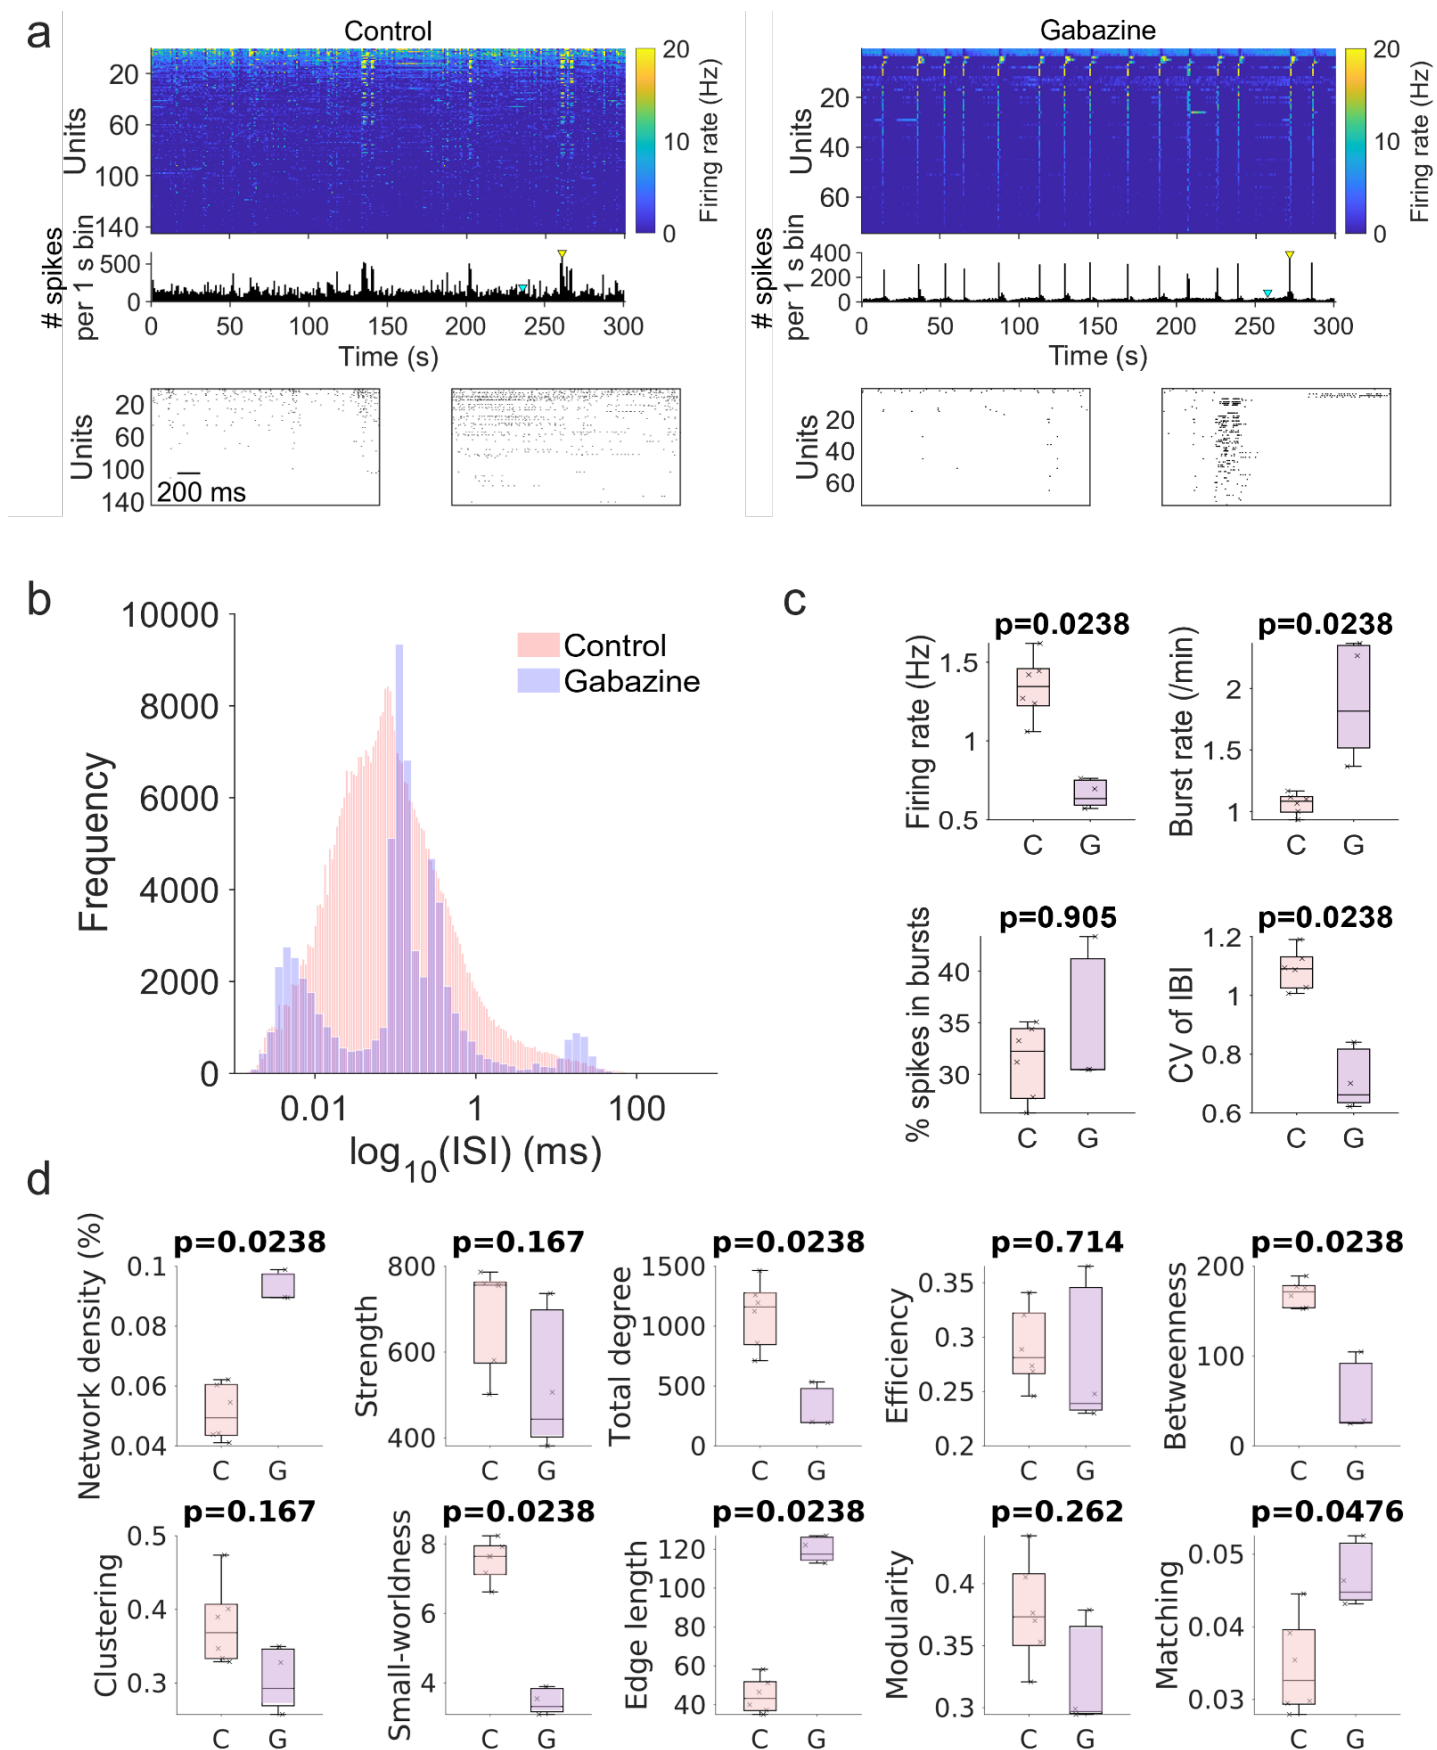 a
Control
Units
20
60
100
140
20
10
0
Firing rate (Hz)
# spikes
per 1 s bin
500
0
0 50 100 150 200 250 300
Time (s)
Units
20
60
100
140
200 ms
Gabazine
Units
20
40
60
20
10
0
Firing rate (Hz)
# spikes
per 1 s bin
400
200
0
0 50 100 150 200 250 300
Time (s)
Units
20
40
60
b
Frequency
10000
8000
6000
4000
2000
0
Control
Gabazine
0.01 1 100
log10(ISI) (ms)
c
p=0.0238
Firing rate (Hz)
1.5
1
0.5
C G
p=0.0238
Burst rate (/min)
2
1.5
1
C G
p=0.905
% spikes in bursts
40
35
30
C G
p=0.0238
CV of IBI
1.2
1
0.8
0.6
C G
d
p=0.0238
Network density (%)
0.1
0.08
0.06
0.04
C G
p=0.167
Strength
800
600
400
C G
p=0.0238
Total degree
1500
1000
500
0
C G
p=0.714
Efficiency
0.35
0.3
0.25
0.2
C G
p=0.0238
Betweenness
200
100
0
C G
p=0.167
Clustering
0.5
0.4
0.3
C G
p=0.0238
Small-worldness
8
6
4
C G
p=0.0238
Edge length
120
100
80
60
40
C G
p=0.262
Modularity
0.4
0.35
0.3
C G
p=0.0476
Matching
0.05
0.04
0.03
C G